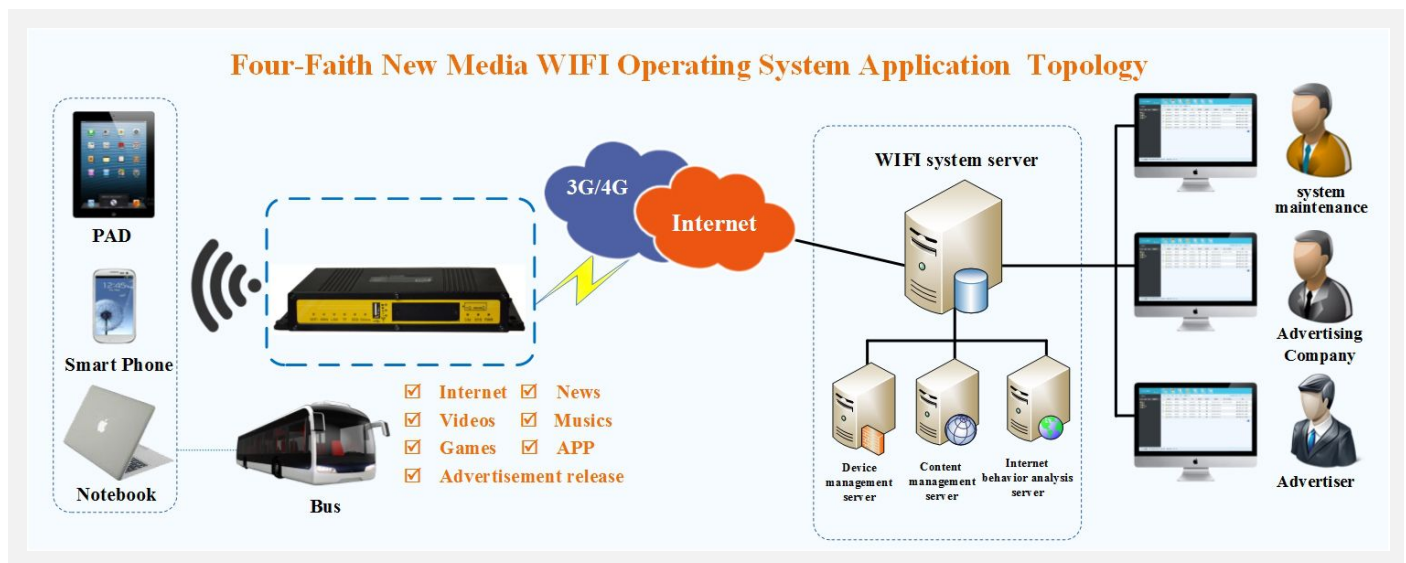 Four-Faith New Media WIFI Operating System Application Topology
PAD
Smart Phone
Notebook
Bus
Internet
News
Videos
Musics
Games
APP
Advertisement release
3G/4G
Internet
WIFI system server
Device
management
server
Content
management
server
Internet
behavior analysis
server
system
maintenance
Advertising
Company
Advertiser